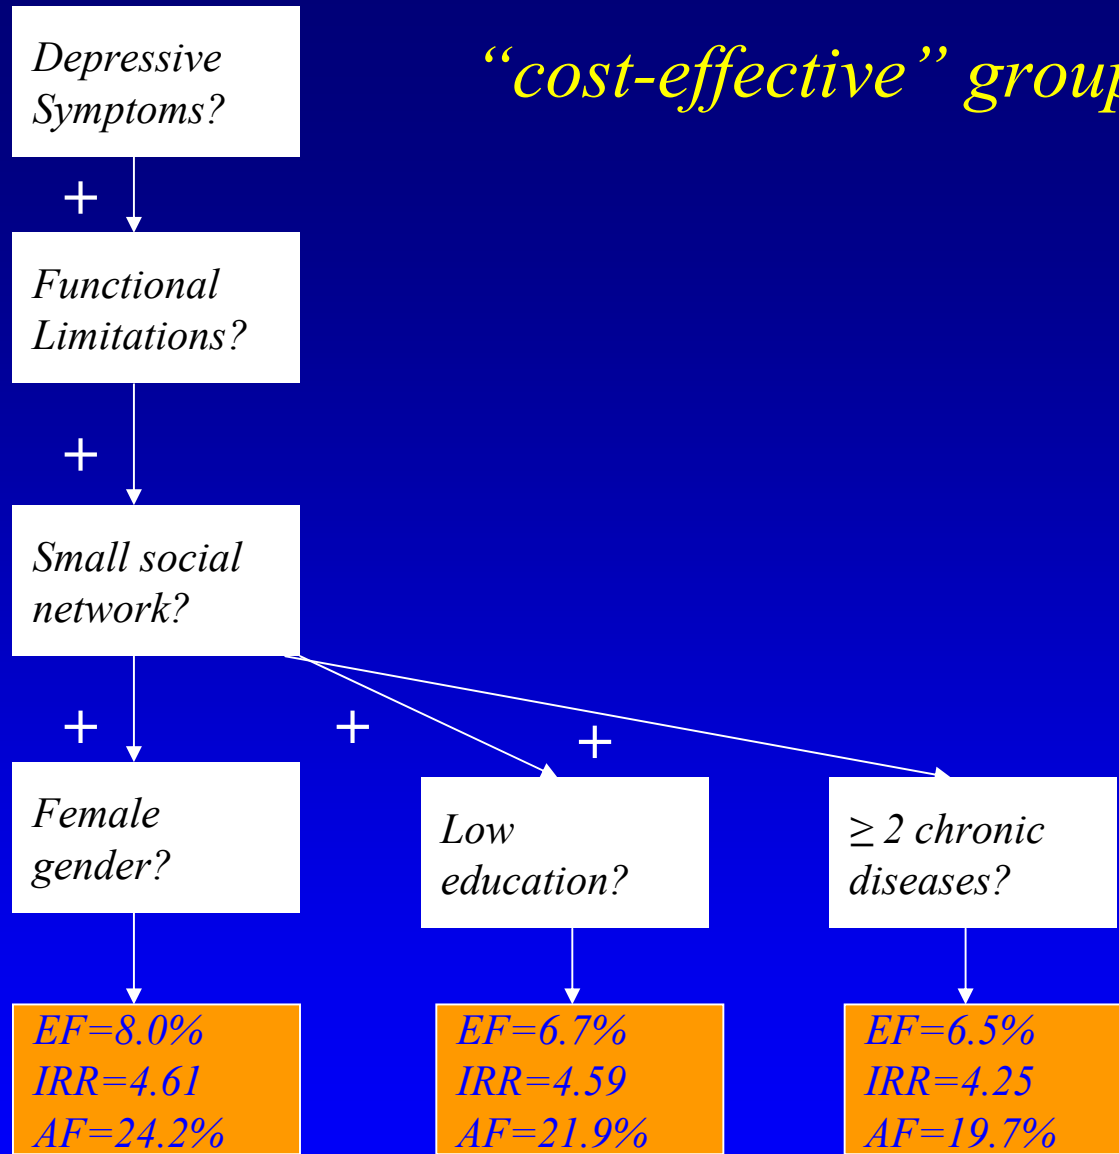 “cost-effective” group
Depressive
Symptoms?
+
Functional
Limitations?
+
Small social
network?
+ + +
Female
gender?
Low
education?
≥ 2 chronic
diseases?
EF=8.0%
IRR=4.61
AF=24.2%
EF=6.7%
IRR=4.59
AF=21.9%
EF=6.5%
IRR=4.25
AF=19.7%